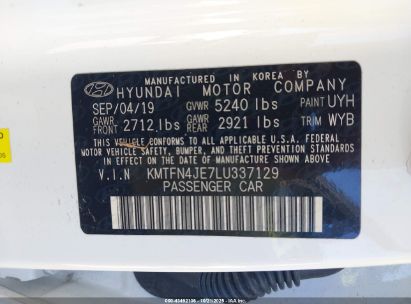 MANUFACTURED IN KOREA BY
HYUNDAI MOTOR COMPANY
SEP/04/19 GVWR 5240 lbs PAINT UYH
GAWR FRONT 2712 lbs GAWR REAR 2921 lbs TRIM WYB
THIS VEHICLE CONFORMS TO ALL APPLICABLE U.S.A. FEDERAL
MOTOR VEHICLE SAFETY, BUMPER, AND THEFT PREVENTION STANDARDS
IN EFFECT ON THE DATE OF MANUFACTURE SHOWN ABOVE.
V.I.N KMTFN4JE7LU337129
PASSENGER CAR